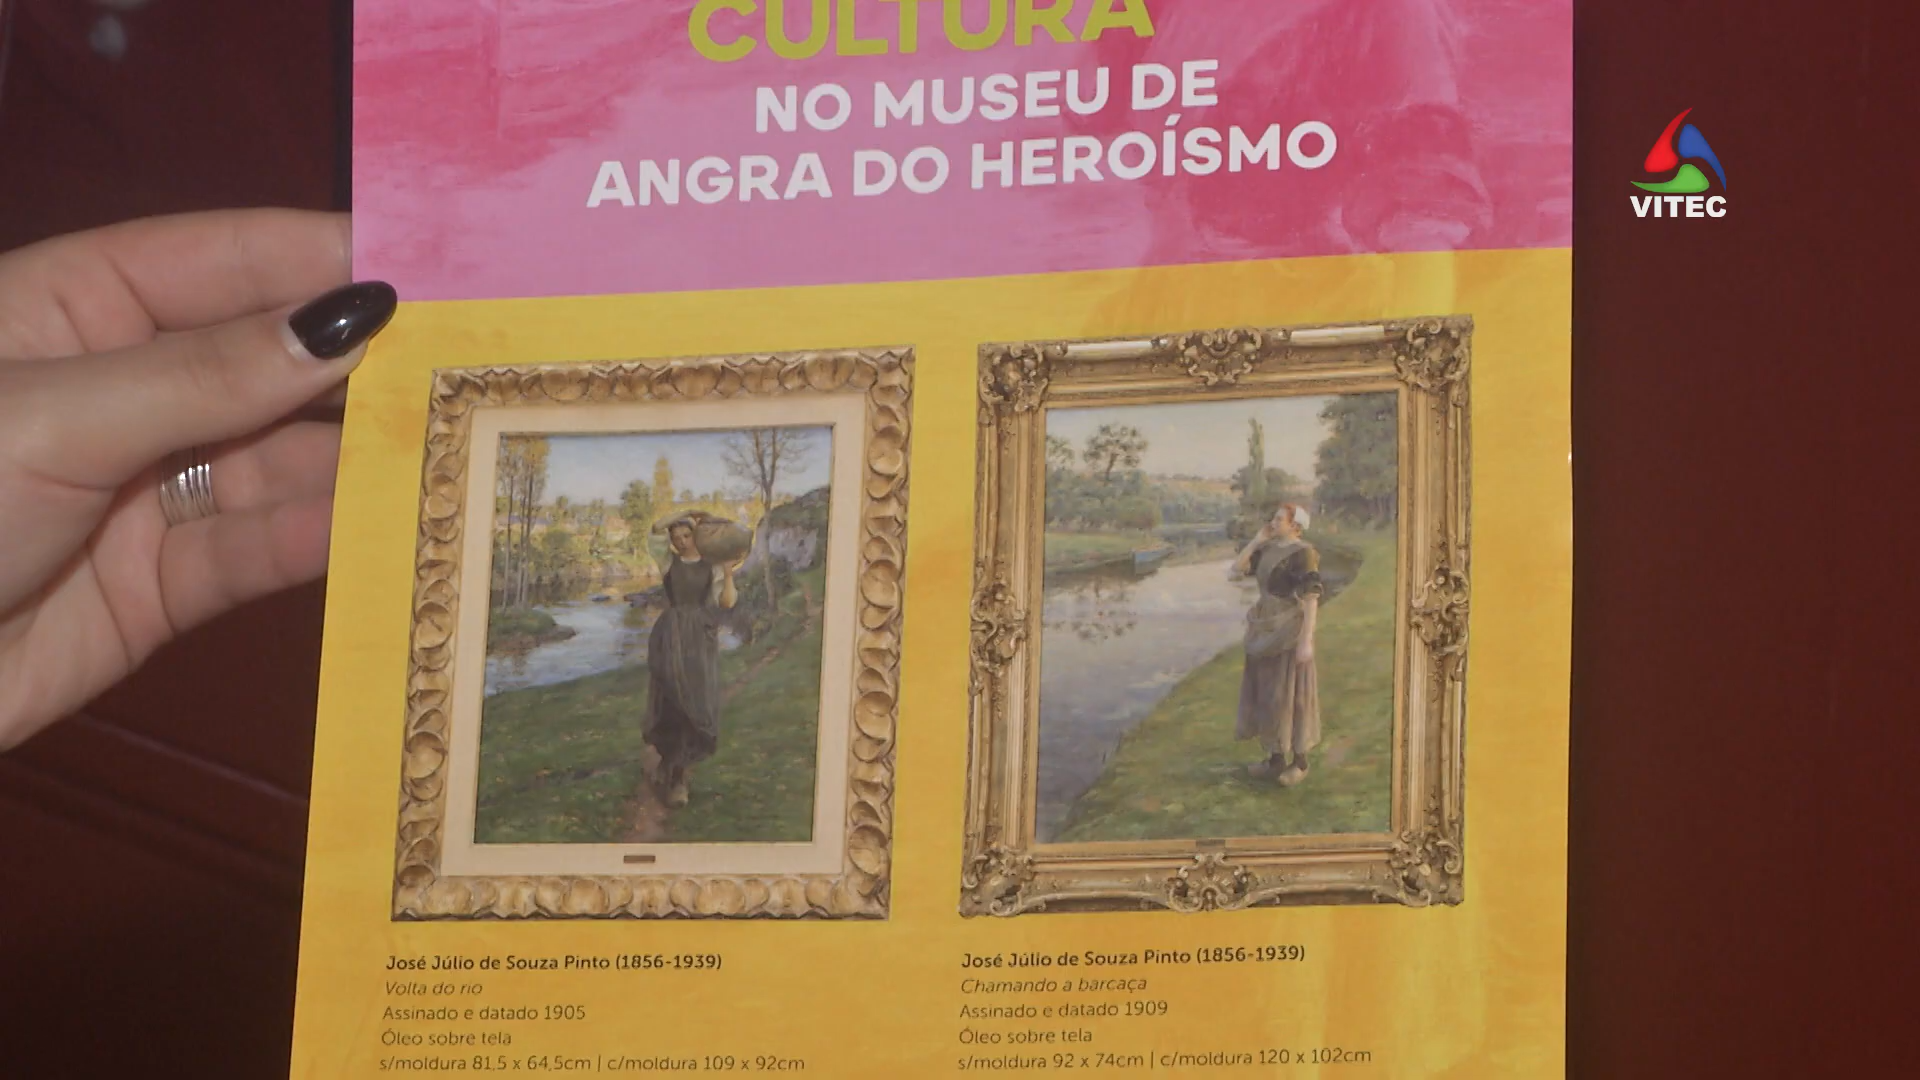 CULTURA
NO MUSEU DE
ANGRA DO HEROÍSMO
VITEC
José Júlio de Souza Pinto (1856-1939)
Volta do rio
Assinado e datado 1905
Óleo sobre tela
s/moldura 81,5 x 64,5cm | c/moldura 109 x 92cm
José Júlio de Souza Pinto (1856-1939)
Chamando a barcaça
Assinado e datado 1909
Óleo sobre tela
s/moldura 92 x 74cm | c/moldura 120 x 102cm